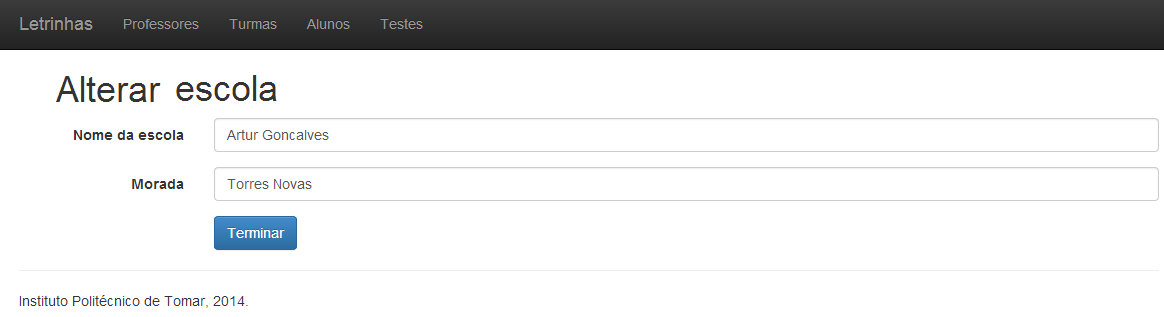 Letrinhas Professores Turmas Alunos Testes
Alterar escola
Nome da escola Artur Goncalves
Morada Torres Novas
Terminar
Instituto Politécnico de Tomar, 2014.